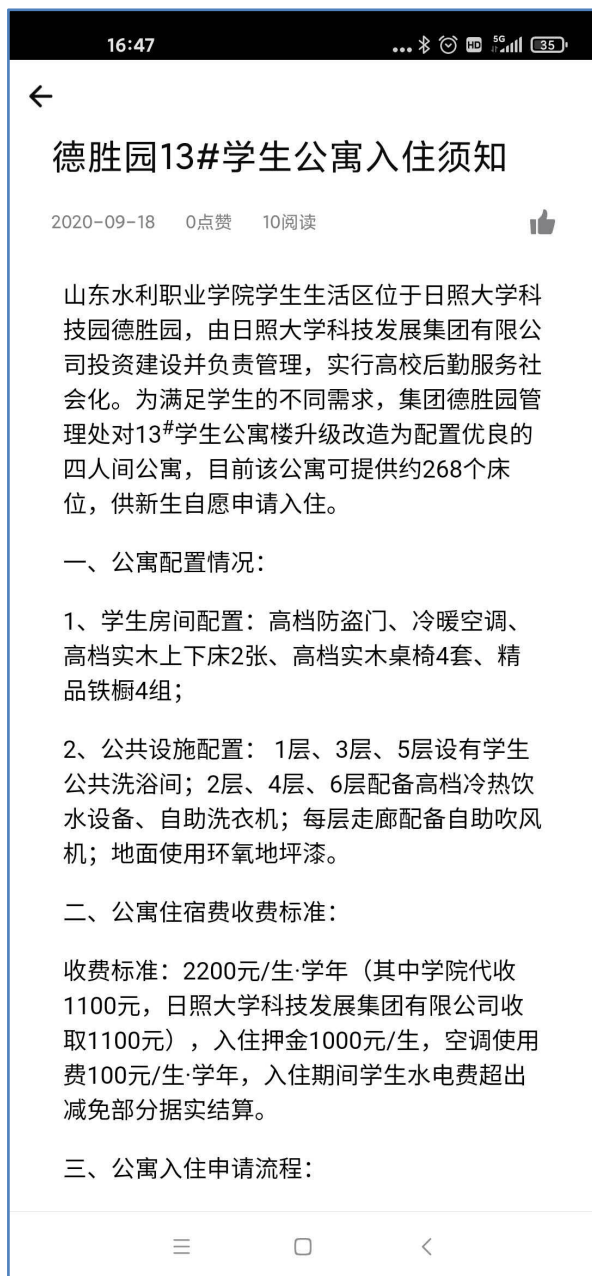 16:47
... HD 5G 35
德胜园13#学生公寓入住须知
2020-09-18 0点赞 10阅读
山东水利职业学院学生生活区位于日照大学科
技园德胜园，由日照大学科技发展集团有限公
司投资建设并负责管理，实行高校后勤服务社
会化。为满足学生的不同需求，集团德胜园管
理处对13#学生公寓楼升级改造为配置优良的
四人间公寓，目前该公寓可提供约268个床
位，供新生自愿申请入住。
一、公寓配置情况：
1、学生房间配置：高档防盗门、冷暖空调、
高档实木上下床2张、高档实木桌椅4套、精
品铁橱4组；
2、公共设施配置： 1层、3层、5层设有学生
公共洗浴间；2层、4层、6层配备高档冷热饮
水设备、自助洗衣机；每层走廊配备自助吹风
机；地面使用环氧地坪漆。
二、公寓住宿费收费标准：
收费标准：2200元/生·学年（其中学院代收
1100元，日照大学科技发展集团有限公司收
取1100元），入住押金1000元/生，空调使用
费100元/生·学年，入住期间学生水电费超出
减免部分据实结算。
三、公寓入住申请流程：